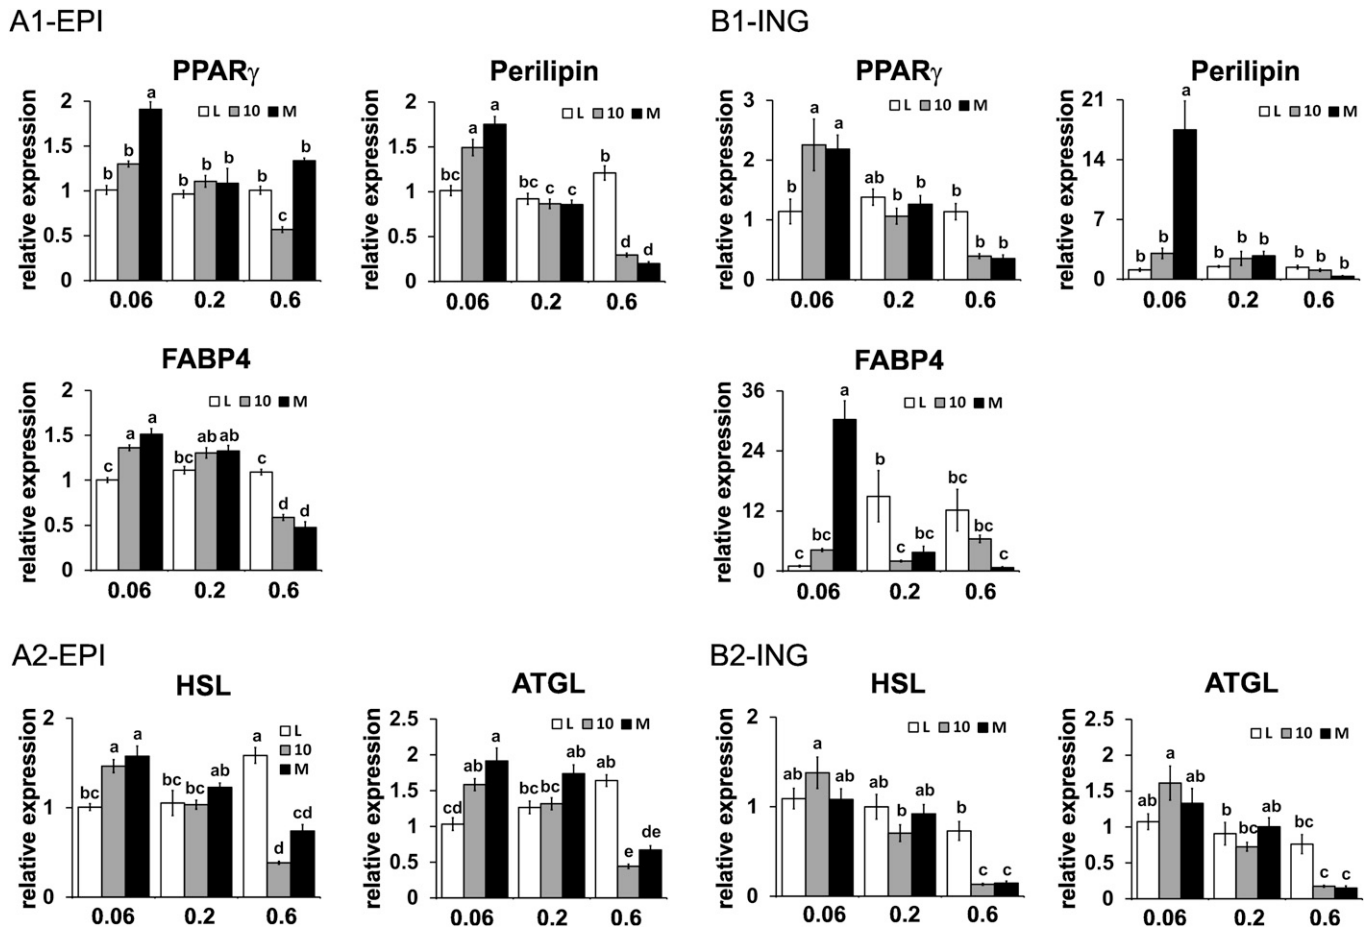 A1-EPI
PPARγ
relative expression
2
1.5
1
0.5
0
L 10 M
b b a
b b b
b c b
0.06 0.2 0.6
Perilipin
relative expression
2
1.5
1
0.5
0
L 10 M
bc a a
bc c c
b d d
0.06 0.2 0.6
FABP4
relative expression
2
1.5
1
0.5
0
L 10 M
c a a
bc ab ab
c d d
0.06 0.2 0.6
B1-ING
PPARγ
relative expression
3
2
1
0
L 10 M
b a a
ab b b
b b b
0.06 0.2 0.6
Perilipin
relative expression
21
14
7
0
L 10 M
b b a
b b b
b b b
0.06 0.2 0.6
FABP4
relative expression
36
24
12
0
L 10 M
c bc a
b c bc
bc bc c
0.06 0.2 0.6
A2-EPI
HSL
relative expression
2
1
0
L
10
M
bc a a
bc bc ab
a d cd
0.06 0.2 0.6
ATGL
relative expression
2.5
2
1.5
1
0.5
0
L 10 M
cd ab a
bc bc ab
ab e de
0.06 0.2 0.6
B2-ING
HSL
relative expression
2
1
0
L 10 M
ab a ab
ab b ab
b c c
0.06 0.2 0.6
ATGL
relative expression
2.5
2
1.5
1
0.5
0
L 10 M
ab a ab
b bc ab
bc c c
0.06 0.2 0.6